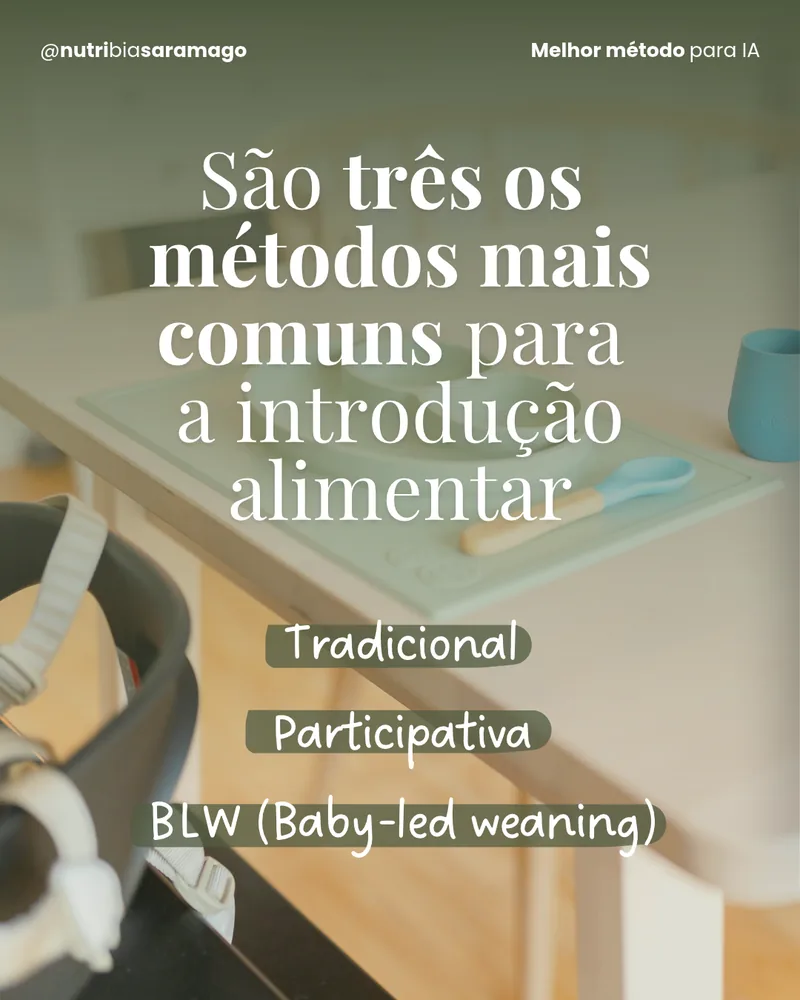 @nutribiasaramago
Melhor método para IA
São três os
métodos mais
comuns para
a introdução
alimentar
Tradicional
Participativa
BLW (Baby-led weaning)